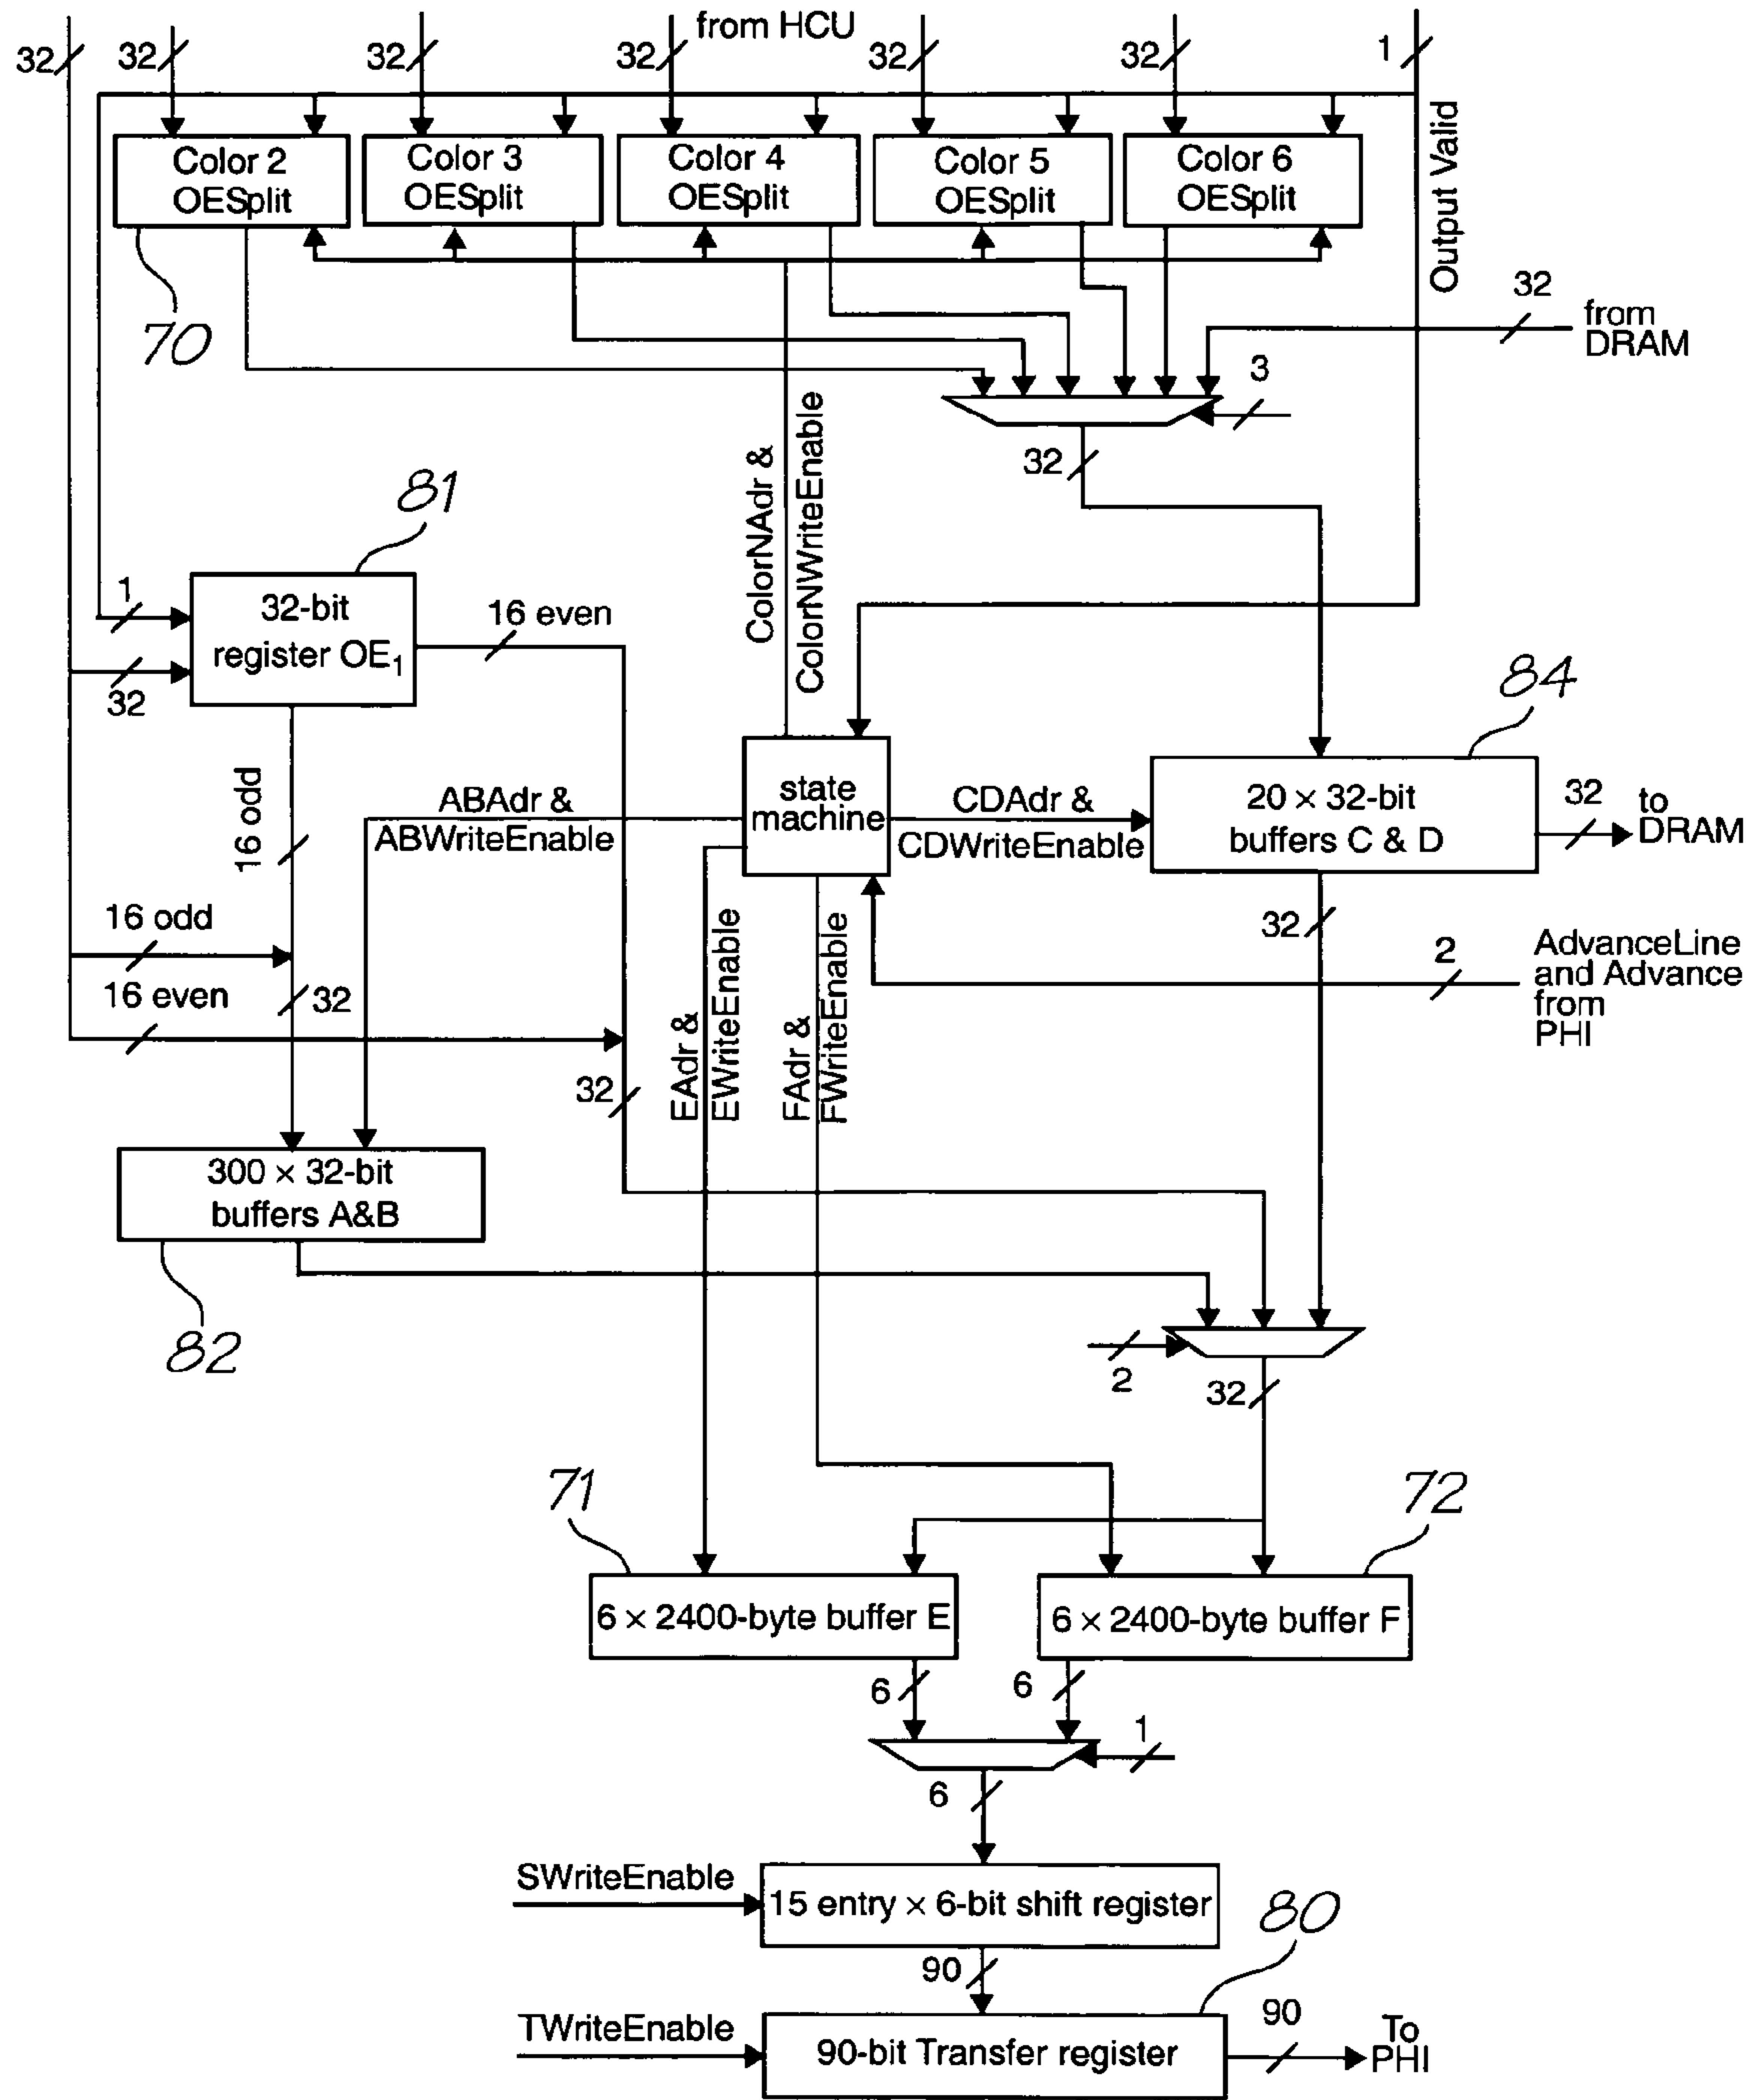 from HCU
32
32
32
32
32
32
1
Color 2
OESplit
Color 3
OESplit
Color 4
OESplit
Color 5
OESplit
Color 6
OESplit
Output Valid
70
32
from
DRAM
3
32
ColorNAdr &
ColorNWriteEnable
81
1
32-bit
register OE1
32
16 even
84
16 odd
ABAdr &
ABWriteEnable
state
machine
CDAdr &
CDWriteEnable
20 × 32-bit
buffers C & D
32
to
DRAM
16 odd
32
16 even
32
EAdr &
EWriteEnable
FAdr &
FWriteEnable
32
2
AdvanceLine
and Advance
from
PHI
300 × 32-bit
buffers A&B
82
2
32
71
72
6 × 2400-byte buffer E
6 × 2400-byte buffer F
6
6
1
6
SWriteEnable
15 entry × 6-bit shift register
80
90
TWriteEnable
90-bit Transfer register
90
To
PHI